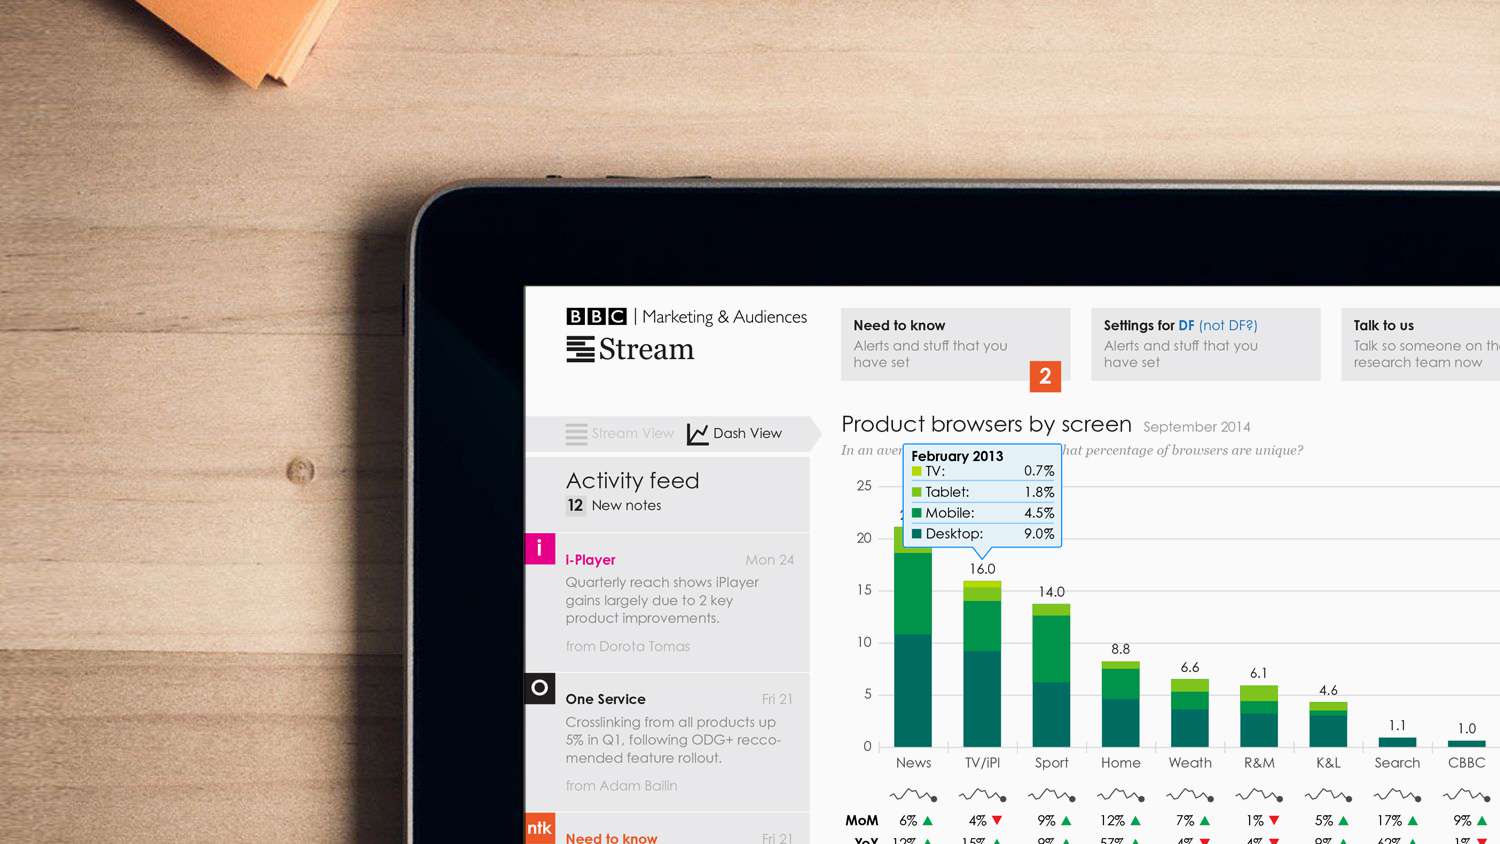 BBC | Marketing & Audiences
Stream
Need to know
Alerts and stuff that you
have set
2
Settings for DF (not DF?)
Alerts and stuff that you
have set
Talk to us
Talk so someone on
research team now
Stream View
Dash View
Activity feed
12 New notes
i
I-Player Mon 24
Quarterly reach shows iPlayer
gains largely due to 2 key
product improvements.
from Dorota Tomas
O
One Service Fri 21
Crosslinking from all products up
5% in Q1, following ODG+ recco-
mended feature rollout.
from Adam Bailin
ntk
Need to know Fri 21
Product browsers by screen September 2014
In an percentage of browsers are unique?
February 2013
TV: 0.7%
Tablet: 1.8%
Mobile: 4.5%
Desktop: 9.0%
25
20
15
10
5
0
16.0
14.0
8.8
6.6
6.1
4.6
1.1
1.0
News TV/iPl Sport Home Weath R&M K&L Search CBBC
MoM 6% ▲ 4% ▼ 9% ▲ 12% ▲ 7% ▲ 1% ▼ 5% ▲ 17% ▲ 9% ▲